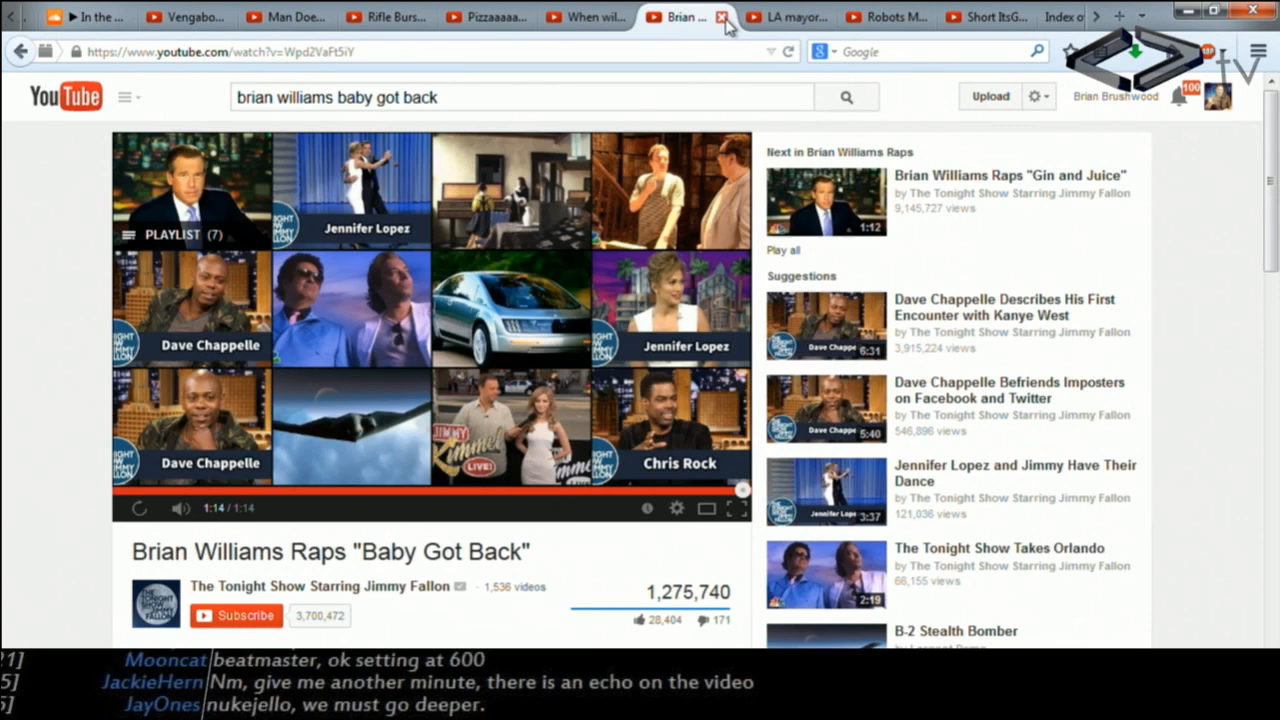 In the ...
Vengabo...
Man Doe...
Rifle Burs...
Pizzaaaaa...
When wil...
Brian ...
LA mayor...
Robots M...
Short ItsG...
Index o
https://www.youtube.com/watch?v=Wpd2VaFt5iY
Google
tv
YouTube
brian williams baby got back
Upload
Brian Brushwood
100
PLAYLIST (7)
Jennifer Lopez
Dave Chappelle
Jennifer Lopez
Dave Chappelle
JIMMY
Kimmel
LIVE!
Chris Rock
1:14 / 1:14
Brian Williams Raps "Baby Got Back"
The Tonight Show Starring Jimmy Fallon · 1,536 videos
Subscribe 3,700,472
1,275,740
28,404 171
Next in Brian Williams Raps
1:12
Brian Williams Raps "Gin and Juice"
by The Tonight Show Starring Jimmy Fallon
9,145,727 views
Play all
Suggestions
Dave Chappe 6:31
Dave Chappelle Describes His First
Encounter with Kanye West
by The Tonight Show Starring Jimmy Fallon
3,915,224 views
Dave Chappe 5:40
Dave Chappelle Befriends Imposters
on Facebook and Twitter
by The Tonight Show Starring Jimmy Fallon
546,896 views
Jennifer Lope 3:37
Jennifer Lopez and Jimmy Have Their
Dance
by The Tonight Show Starring Jimmy Fallon
121,036 views
2:19
The Tonight Show Takes Orlando
by The Tonight Show Starring Jimmy Fallon
66,155 views
B-2 Stealth Bomber
Mooncat beatmaster, ok setting at 600
JackieHern Nm, give me another minute, there is an echo on the video
JayOnes nukejello, we must go deeper.